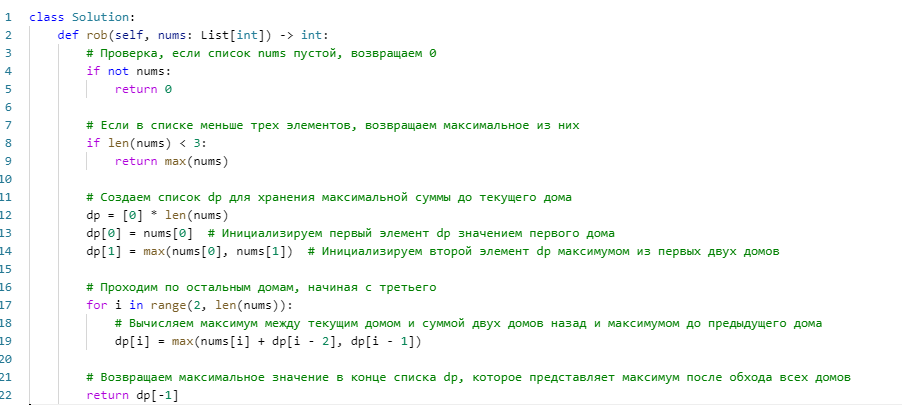 1 class Solution:
2     def rob(self, nums: List[int]) -> int:
3         # Проверка, если список nums пустой, возвращаем 0
4         if not nums:
5             return 0
6
7         # Если в списке меньше трех элементов, возвращаем максимальное из них
8         if len(nums) < 3:
9             return max(nums)
10
11         # Создаем список dp для хранения максимальной суммы до текущего дома
12         dp = [0] * len(nums)
13         dp[0] = nums[0]  # Инициализируем первый элемент dp значением первого дома
14         dp[1] = max(nums[0], nums[1])  # Инициализируем второй элемент dp максимумом из первых двух домов
15
16         # Проходим по остальным домам, начиная с третьего
17         for i in range(2, len(nums)):
18             # Вычисляем максимум между текущим домом и суммой двух домов назад и максимумом до предыдущего дома
19             dp[i] = max(nums[i] + dp[i - 2], dp[i - 1])
20
21         # Возвращаем максимальное значение в конце списка dp, которое представляет максимум после обхода всех домов
22         return dp[-1]